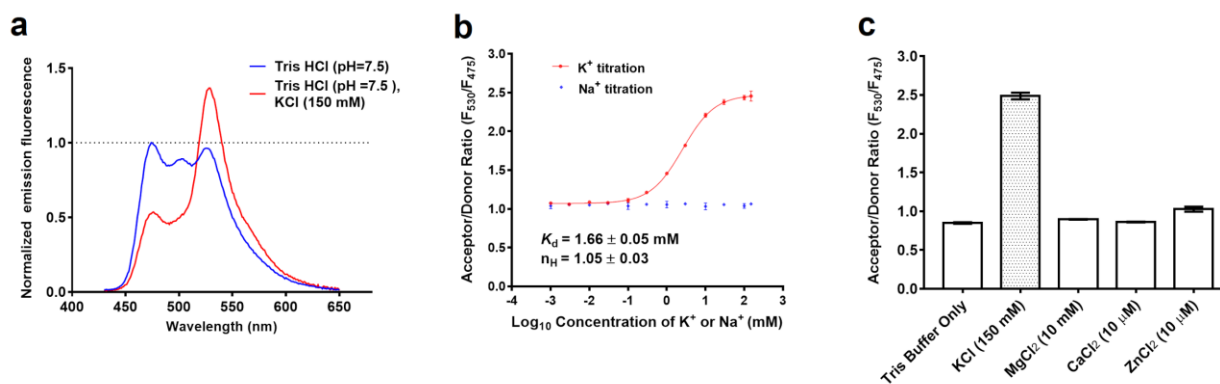 a
Normalized emission fluorescence
1.5
1.0
0.5
0.0
400
450
500
550
600
650
Wavelength (nm)
Tris HCl (pH=7.5)
Tris HCl (pH =7.5 ),
KCl (150 mM)
b
Acceptor/Donor Ratio (F530/F475)
3.0
2.5
2.0
1.5
1.0
0.5
0.0
-4
-3
-2
-1
0
1
2
3
Log10 Concentration of K+ or Na+ (mM)
K+ titration
Na+ titration
Kd = 1.66 ± 0.05 mM
nH = 1.05 ± 0.03
c
Acceptor/Donor Ratio (F530/F475)
3.0
2.5
2.0
1.5
1.0
0.5
0.0
Tris Buffer Only
KCl (150 mM)
MgCl2 (10 mM)
CaCl2 (10 μM)
ZnCl2 (10 μM)